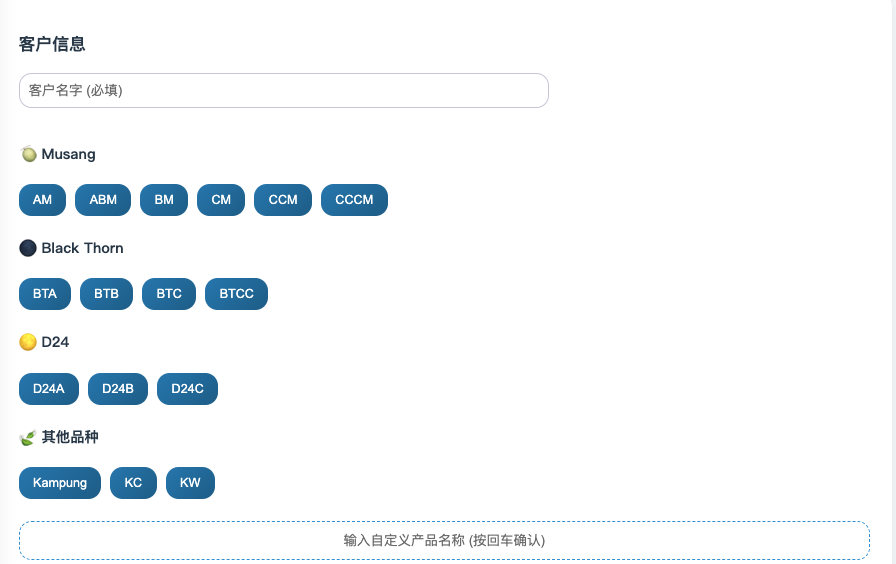 客户信息
客户名字 (必填)
Musang
AM ABM BM CM CCM CCCM
Black Thorn
BTA BTB BTC BTCC
D24
D24A D24B D24C
其他品种
Kampung KC KW
输入自定义产品名称 (按回车确认)